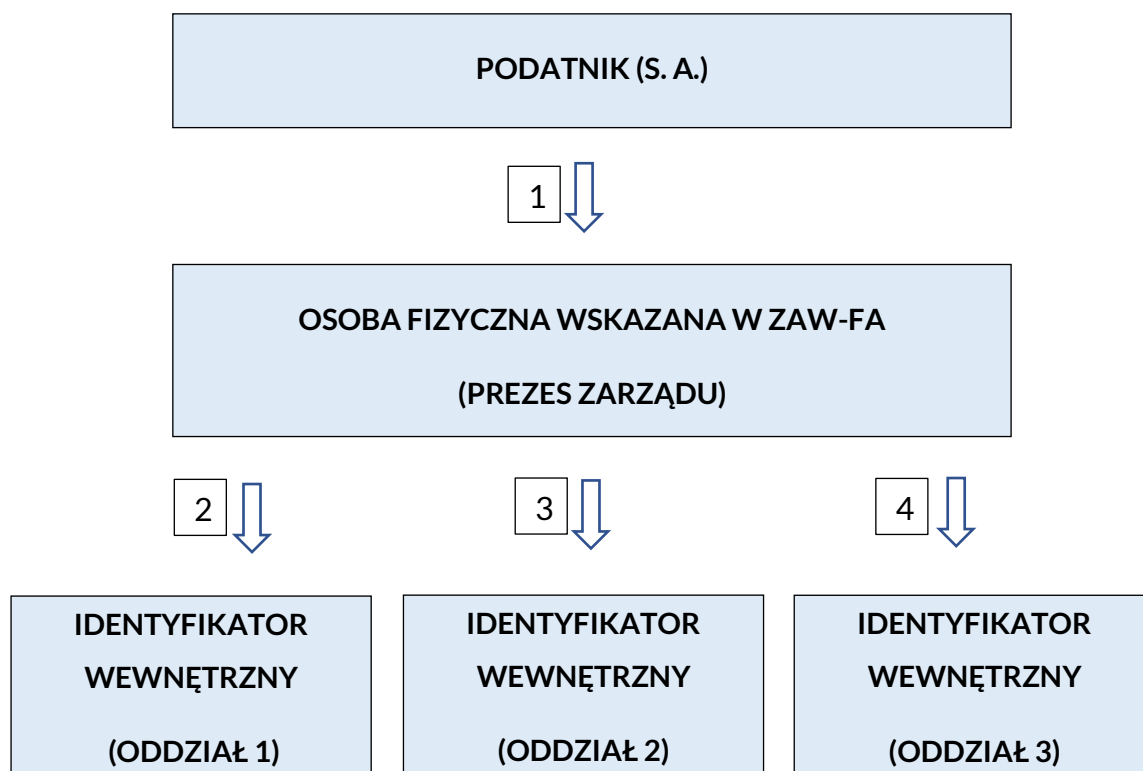 PODATNIK (S. A.)
1
OSOBA FIZYCZNA WSKAZANA W ZAW-FA
(PREZES ZARZĄDU)
2
3
4
IDENTYFIKATOR
WEWNĘTRZNY
(ODDZIAŁ 1)
IDENTYFIKATOR
WEWNĘTRZNY
(ODDZIAŁ 2)
IDENTYFIKATOR
WEWNĘTRZNY
(ODDZIAŁ 3)